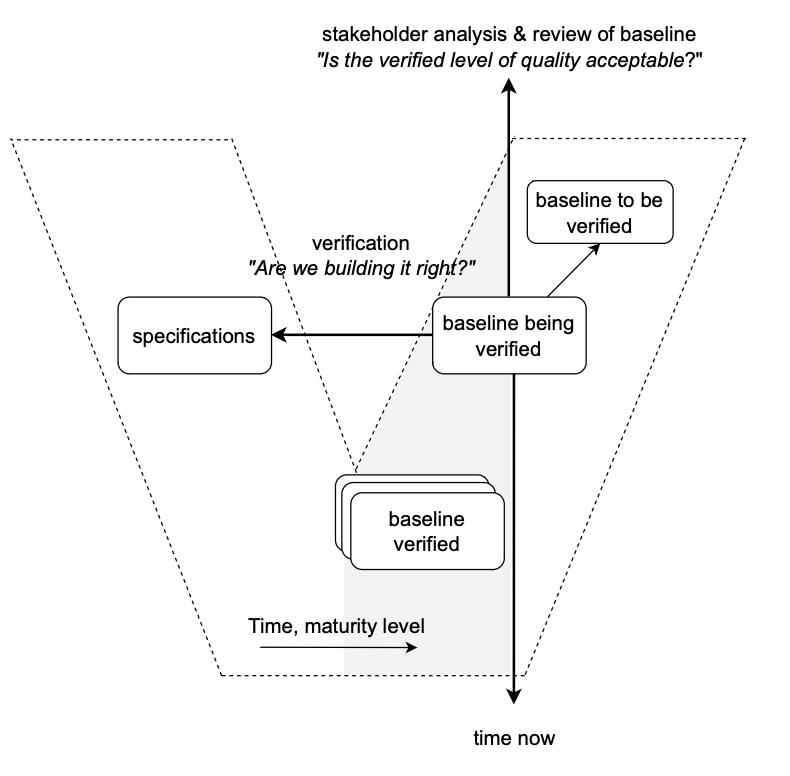 stakeholder analysis & review of baseline
"Is the verified level of quality acceptable?"
baseline to be
verified
verification
"Are we building it right?"
specifications
baseline being
verified
baseline
verified
Time, maturity level
time now